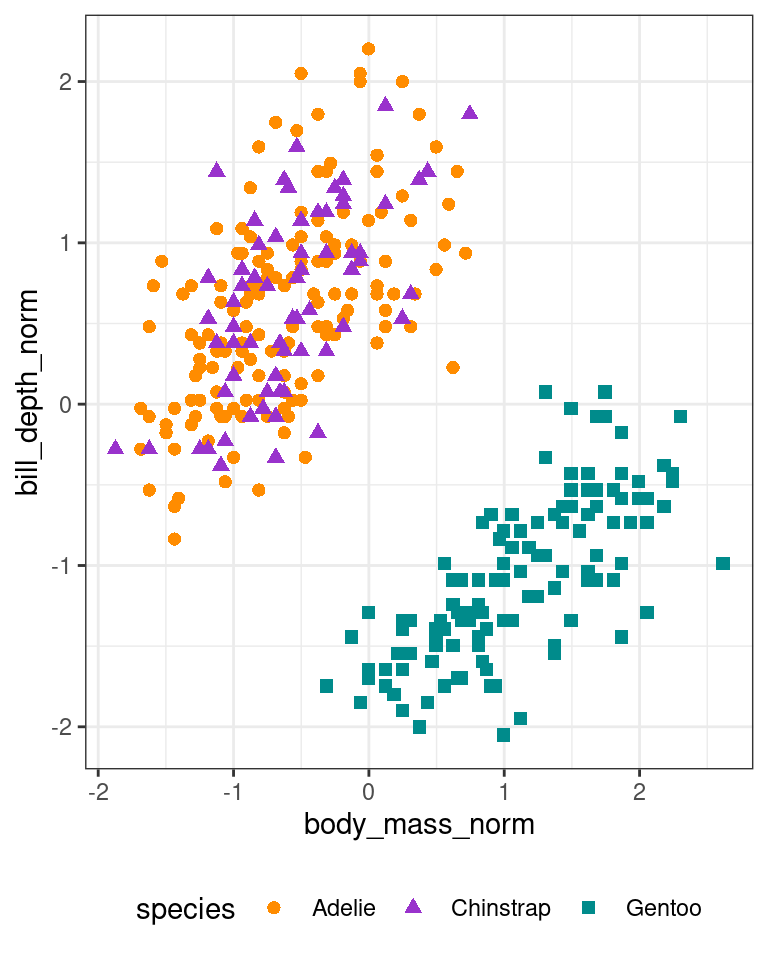 2
1
0
-1
-2
bill_depth_norm
-2 -1 0 1 2
body_mass_norm
species Adelie Chinstrap Gentoo